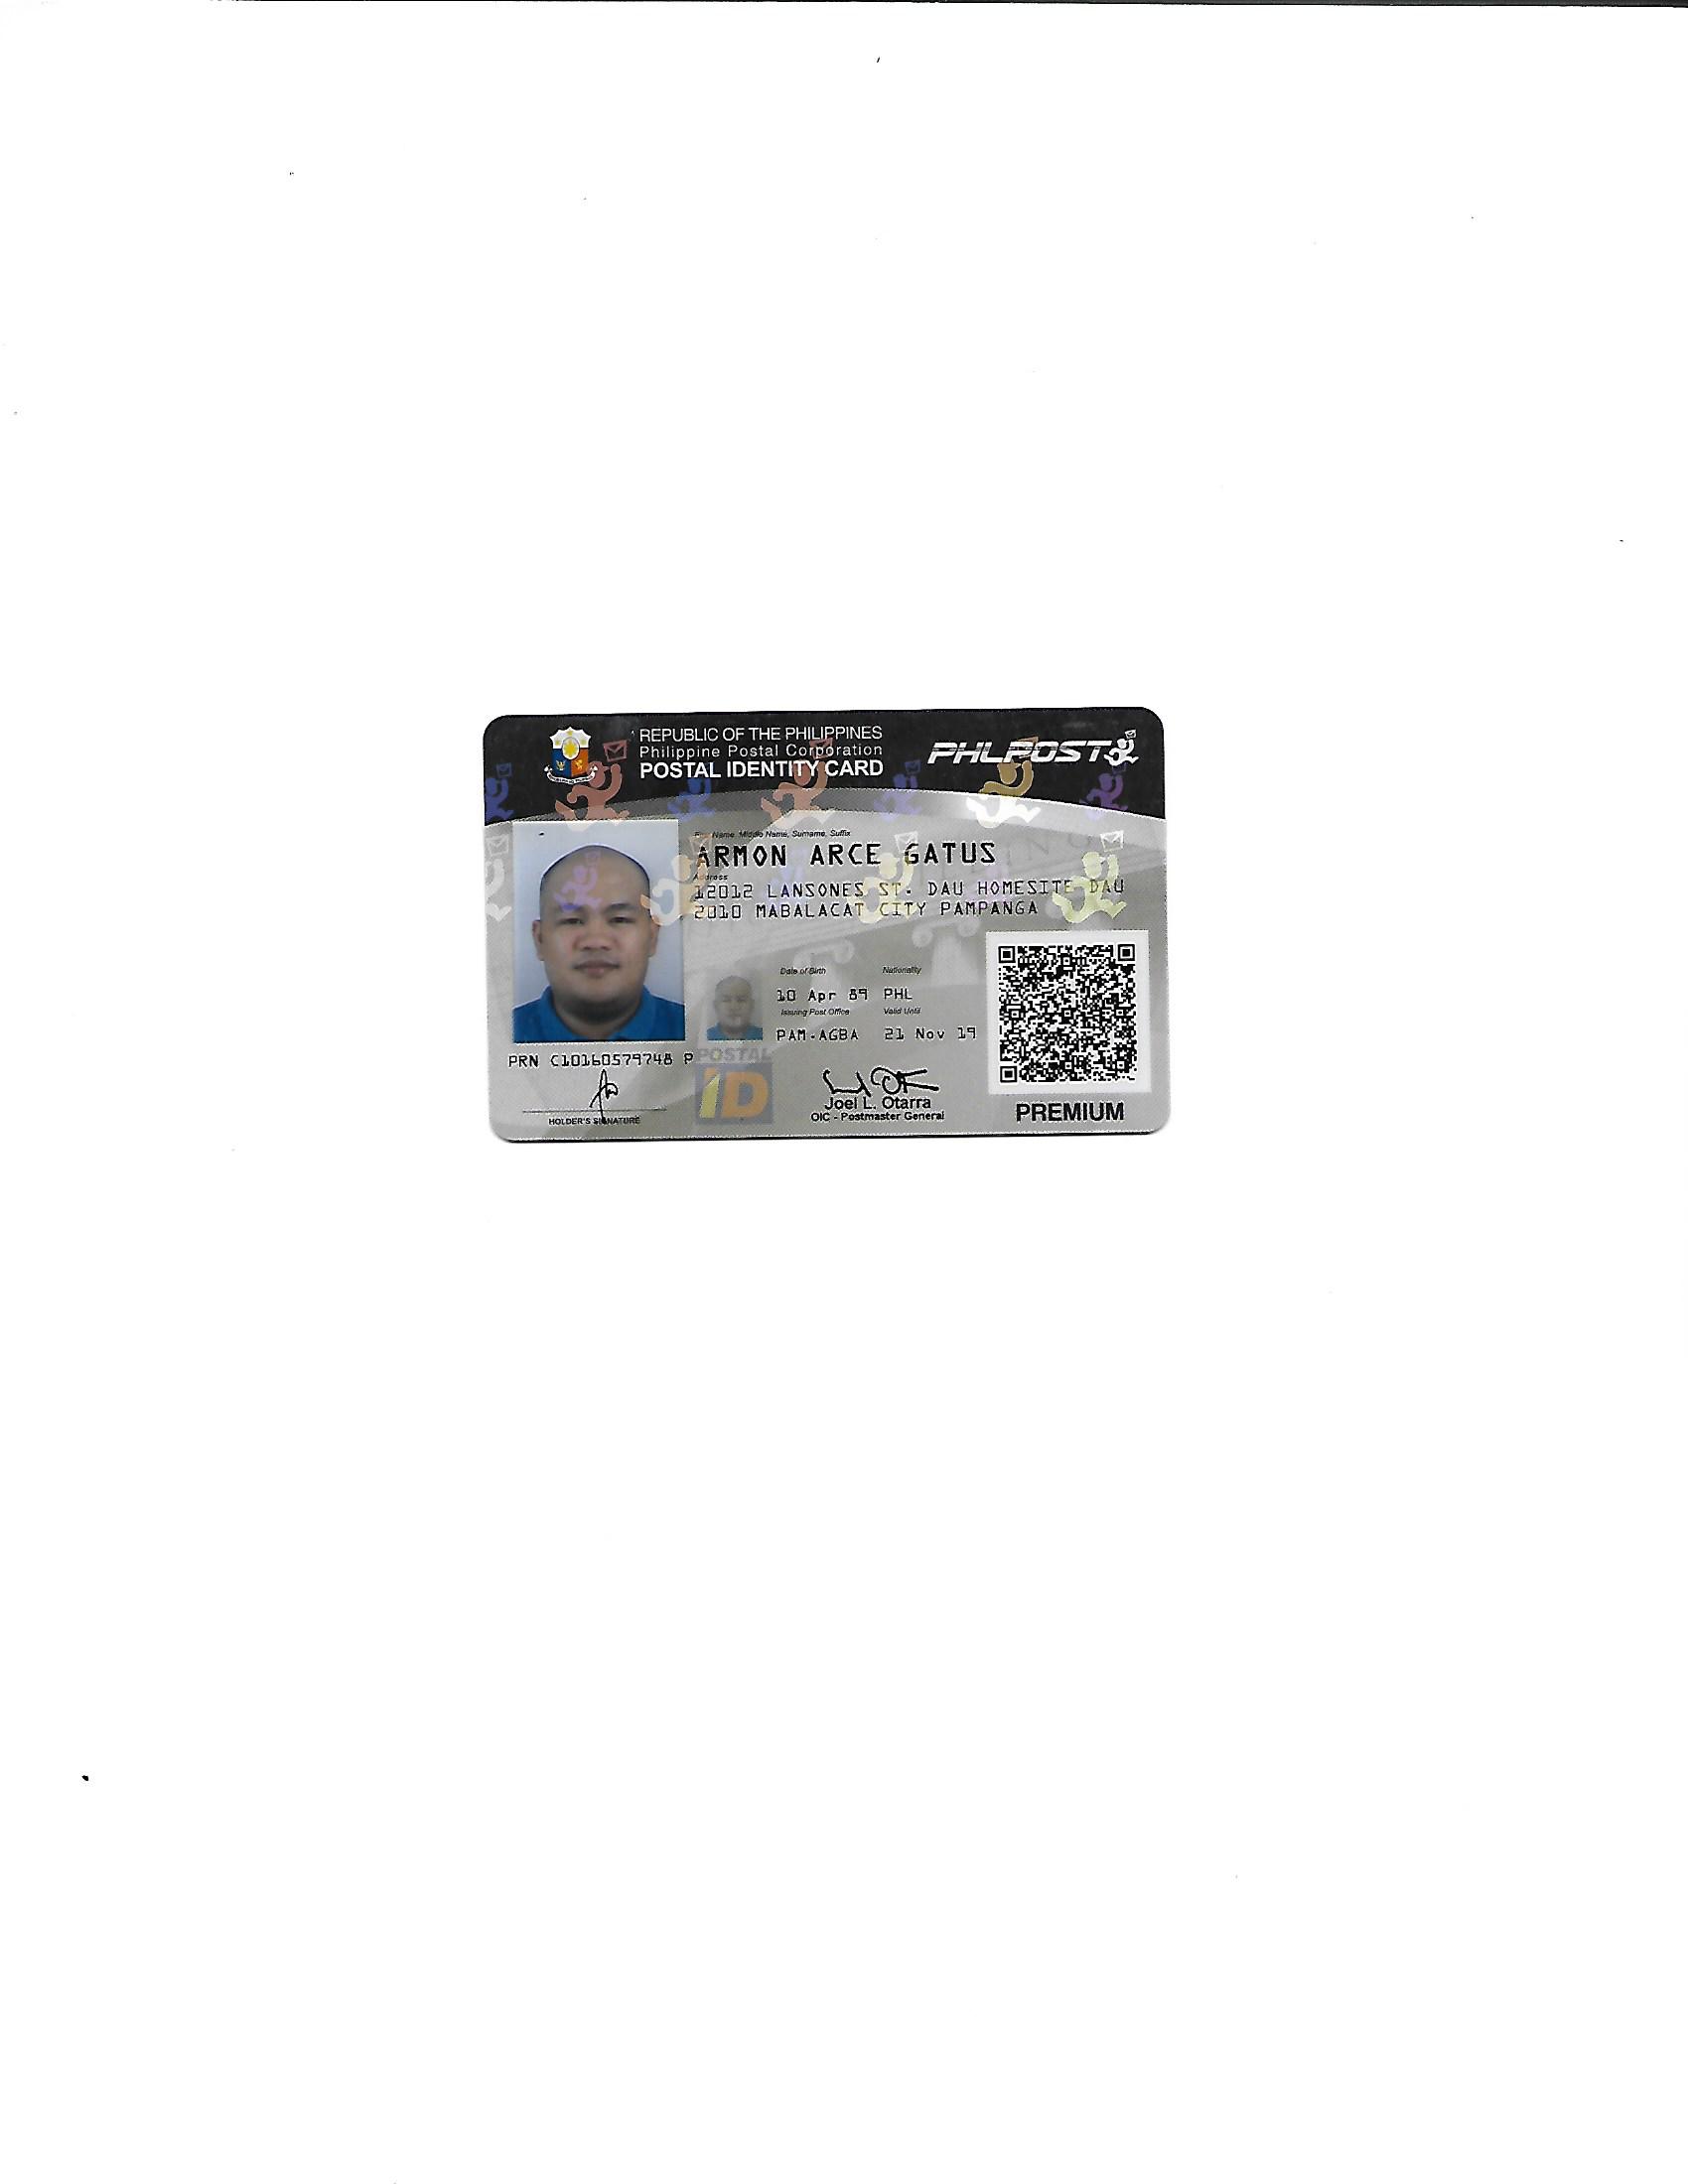 REPUBLIC OF THE PHILIPPINES
Philippine Postal Corporation
POSTAL IDENTITY CARD
PHLPOST
Name, Middle Name, Surname, Suffix
ARMON ARCE GATUS
Address
12012 LANSONES ST. DAU HOMESITE DAU
2010 MABALACAT CITY PAMPANGA
Date of Birth Nationality
10 Apr 89 PHL
Issuing Post Office Valid Until
PAM-AGBA 21 Nov 19
PRN C10160579748 P
POSTAL
iD
HOLDER'S SIGNATURE
Joel L. Otarra
OIC - Postmaster General
PREMIUM